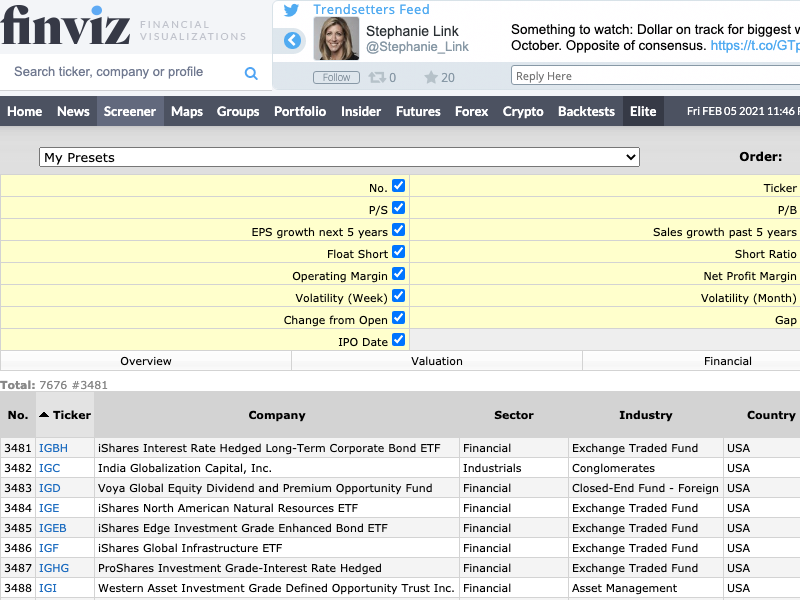 finviz FINANCIAL VISUALIZATIONS
Trendsetters Feed
Stephanie Link
@Stephanie_Link
Something to watch: Dollar on track for biggest w
October. Opposite of consensus. https://t.co/GTp
Search ticker, company or profile
Follow 0 20 Reply Here
Home News Screener Maps Groups Portfolio Insider Futures Forex Crypto Backtests Elite Fri FEB 05 2021 11:46 P
My Presets Order:
No. Ticker
P/S P/B
EPS growth next 5 years Sales growth past 5 years
Float Short Short Ratio
Operating Margin Net Profit Margin
Volatility (Week) Volatility (Month)
Change from Open Gap
IPO Date
Overview Valuation Financial
Total: 7676 #3481
No. Ticker Company Sector Industry Country
3481 IGBH iShares Interest Rate Hedged Long-Term Corporate Bond ETF Financial Exchange Traded Fund USA
3482 IGC India Globalization Capital, Inc. Industrials Conglomerates USA
3483 IGD Voya Global Equity Dividend and Premium Opportunity Fund Financial Closed-End Fund - Foreign USA
3484 IGE iShares North American Natural Resources ETF Financial Exchange Traded Fund USA
3485 IGEB iShares Edge Investment Grade Enhanced Bond ETF Financial Exchange Traded Fund USA
3486 IGF iShares Global Infrastructure ETF Financial Exchange Traded Fund USA
3487 IGHG ProShares Investment Grade-Interest Rate Hedged Financial Exchange Traded Fund USA
3488 IGI Western Asset Investment Grade Defined Opportunity Trust Inc. Financial Asset Management USA